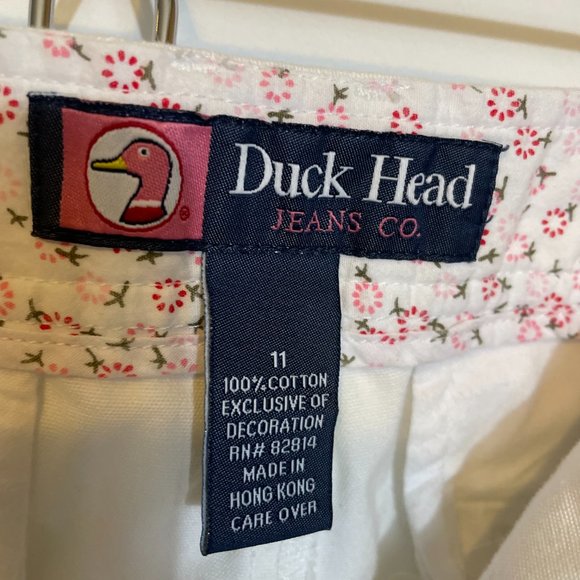 Duck Head
JEANS CO.
®
11
100% COTTON
EXCLUSIVE OF
DECORATION
RN# 82814
MADE IN
HONG KONG
CARE OVER